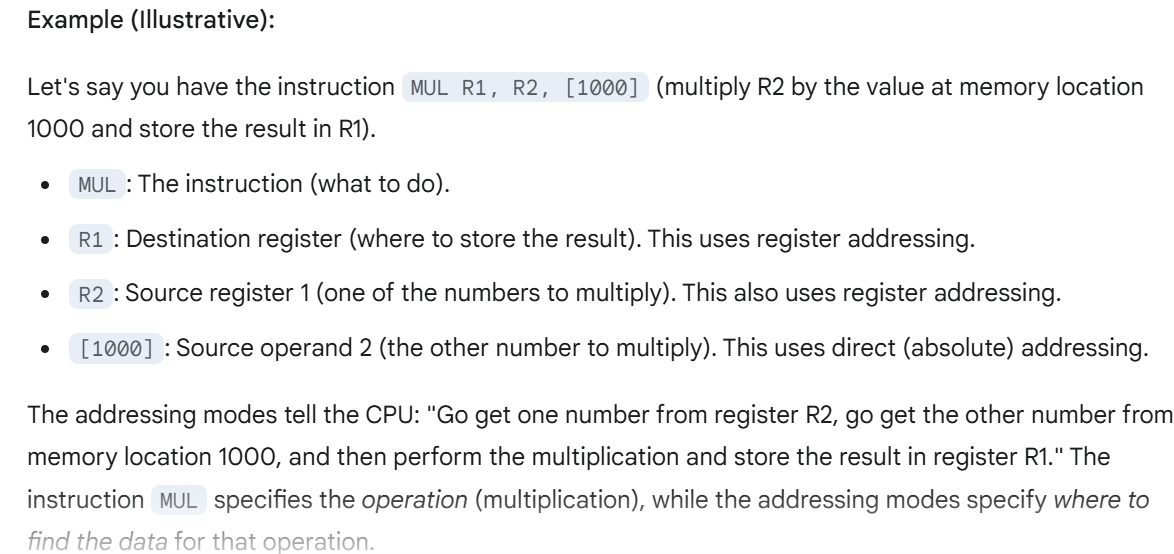 Example (Illustrative):
Let's say you have the instruction MUL R1, R2, [1000] (multiply R2 by the value at memory location
1000 and store the result in R1).
• MUL : The instruction (what to do).
• R1 : Destination register (where to store the result). This uses register addressing.
• R2 : Source register 1 (one of the numbers to multiply). This also uses register addressing.
• [1000] : Source operand 2 (the other number to multiply). This uses direct (absolute) addressing.
The addressing modes tell the CPU: "Go get one number from register R2, go get the other number from
memory location 1000, and then perform the multiplication and store the result in register R1." The
instruction MUL specifies the operation (multiplication), while the addressing modes specify where to
find the data for that operation.